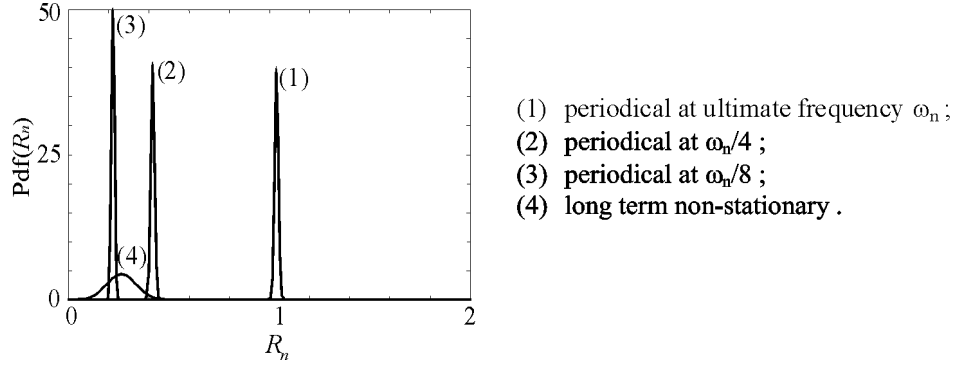 50
(3)
(2)
(1)
25
(4)
0
0
1
2
Pdf(Rn)
Rn
(1) periodical at ultimate frequency ωn ;
(2) periodical at ωn/4 ;
(3) periodical at ωn/8 ;
(4) long term non-stationary .